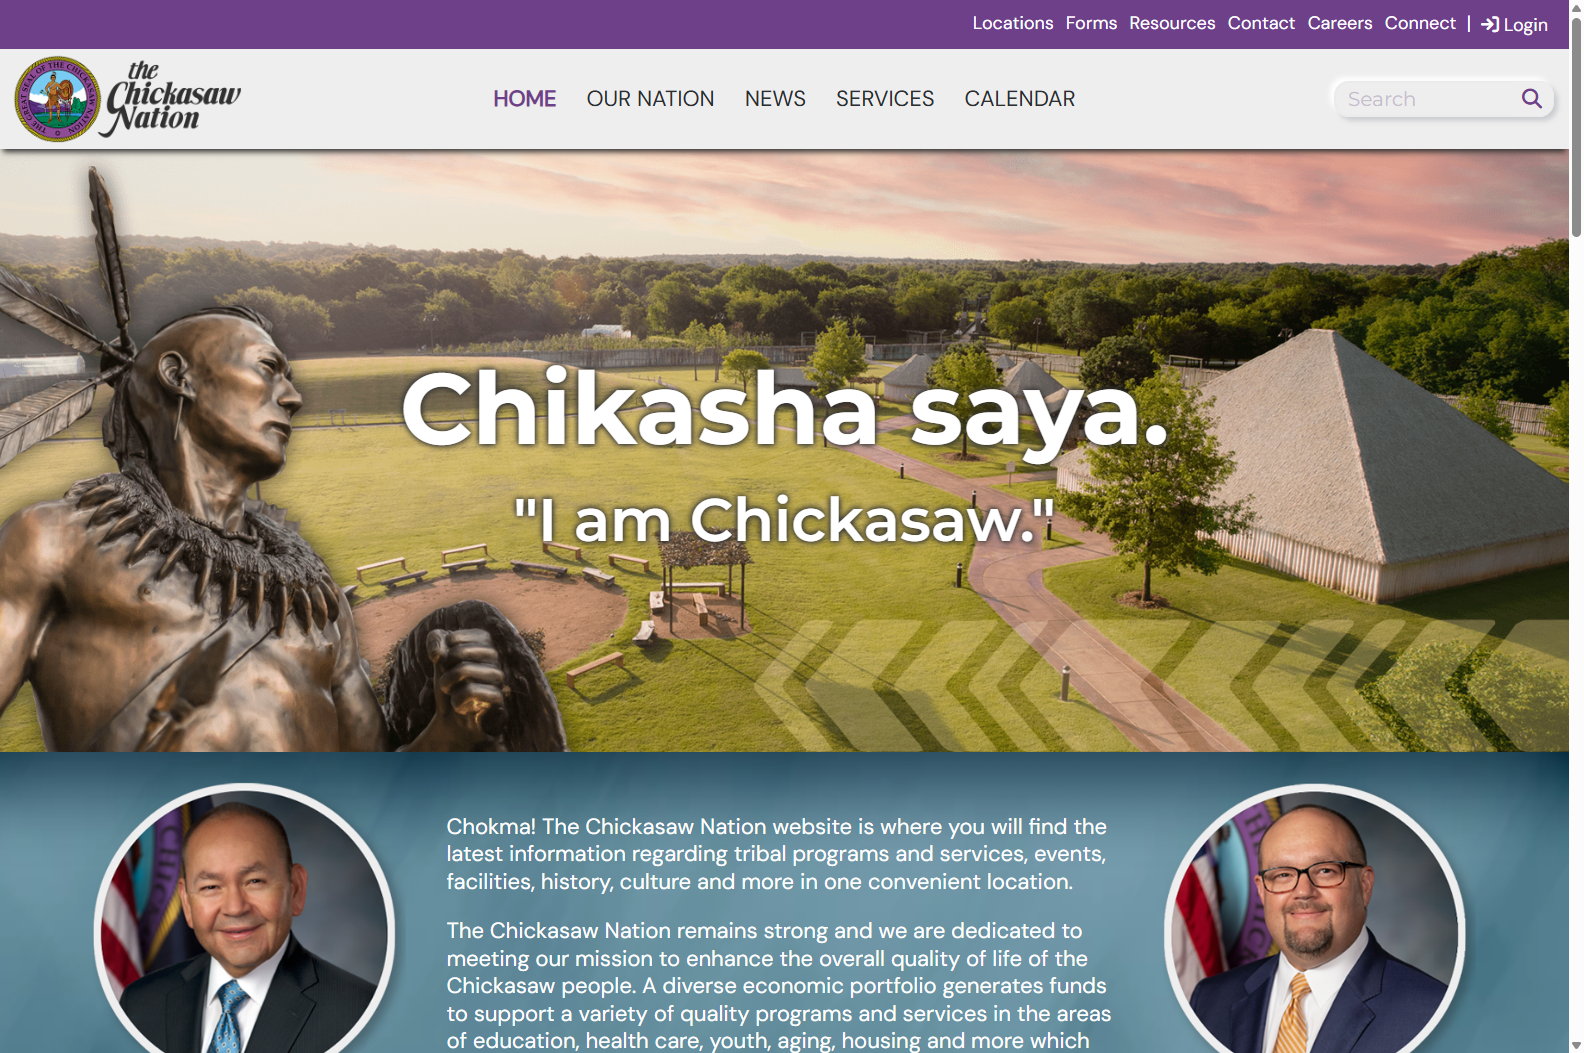 Locations Forms Resources Contact Careers Connect | Login
THE GREAT SEAL OF THE CHICKASAW NATION
the
Chickasaw
Nation
HOME OUR NATION NEWS SERVICES CALENDAR
Search
Chikasha saya.
"I am Chickasaw."
Chokma! The Chickasaw Nation website is where you will find the
latest information regarding tribal programs and services, events,
facilities, history, culture and more in one convenient location.
The Chickasaw Nation remains strong and we are dedicated to
meeting our mission to enhance the overall quality of life of the
Chickasaw people. A diverse economic portfolio generates funds
to support a variety of quality programs and services in the areas
of education, health care, youth, aging, housing and more which